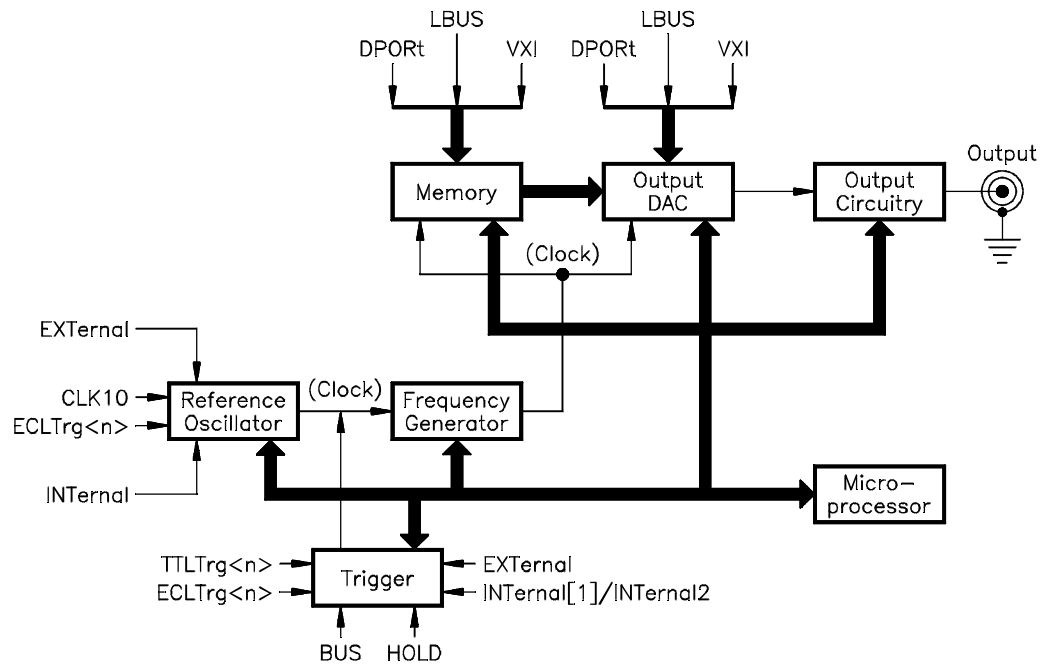 LBUS
LBUS
DPORt
VXI
DPORt
VXI
Output
Memory
Output
DAC
Output
Circuitry
(Clock)
EXTernal
CLK10
ECLTrg<n>
Reference
Oscillator
(Clock)
Frequency
Generator
INTernal
Micro–
processor
TTLTrg<n>
ECLTrg<n>
Trigger
EXTernal
INTernal[1]/INTernal2
BUS
HOLD